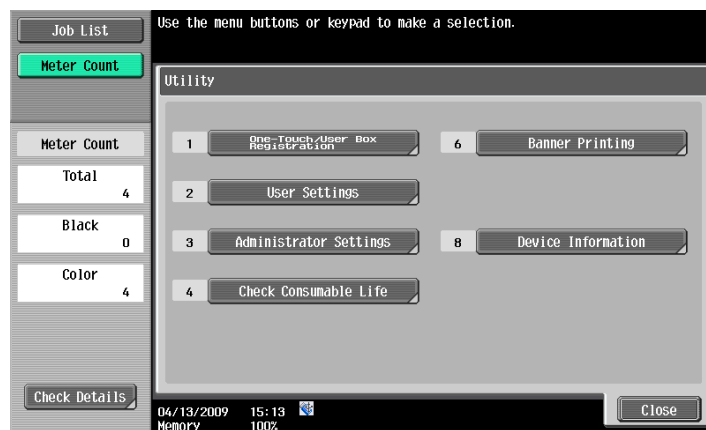 Job List
Meter Count
Use the menu buttons or keypad to make a selection.
Utility
Meter Count
Total
4
Black
0
Color
4
Check Details
1 One-Touch/User Box
Registration
2 User Settings
3 Administrator Settings
4 Check Consumable Life
6 Banner Printing
8 Device Information
04/13/2009 15:13
Memory 100%
Close